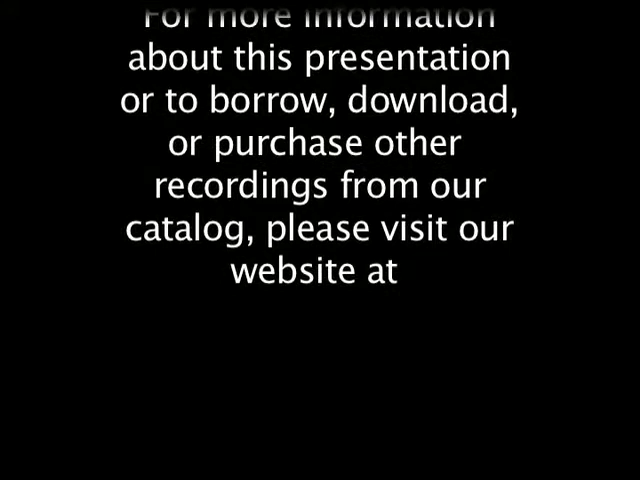 For more information
about this presentation
or to borrow, download,
or purchase other
recordings from our
catalog, please visit our
website at